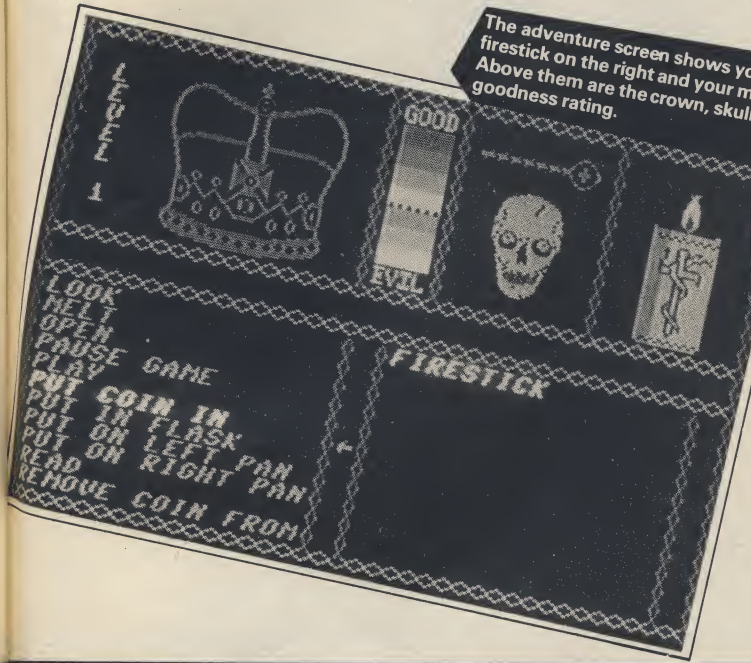 The adventure screen shows
firestick on the right and your
Above them are the crown,
goodness rating.
LEVEL
1
GOOD
EVIL
LOOK
MELT
OPEN
PAUSE GAME
PLAY
PUT COIN IN
PUT IN FLASK
PUT ON LEFT PAN
PUT ON RIGHT PAN
READ
REMOVE COIN FROM
FIRESTICK